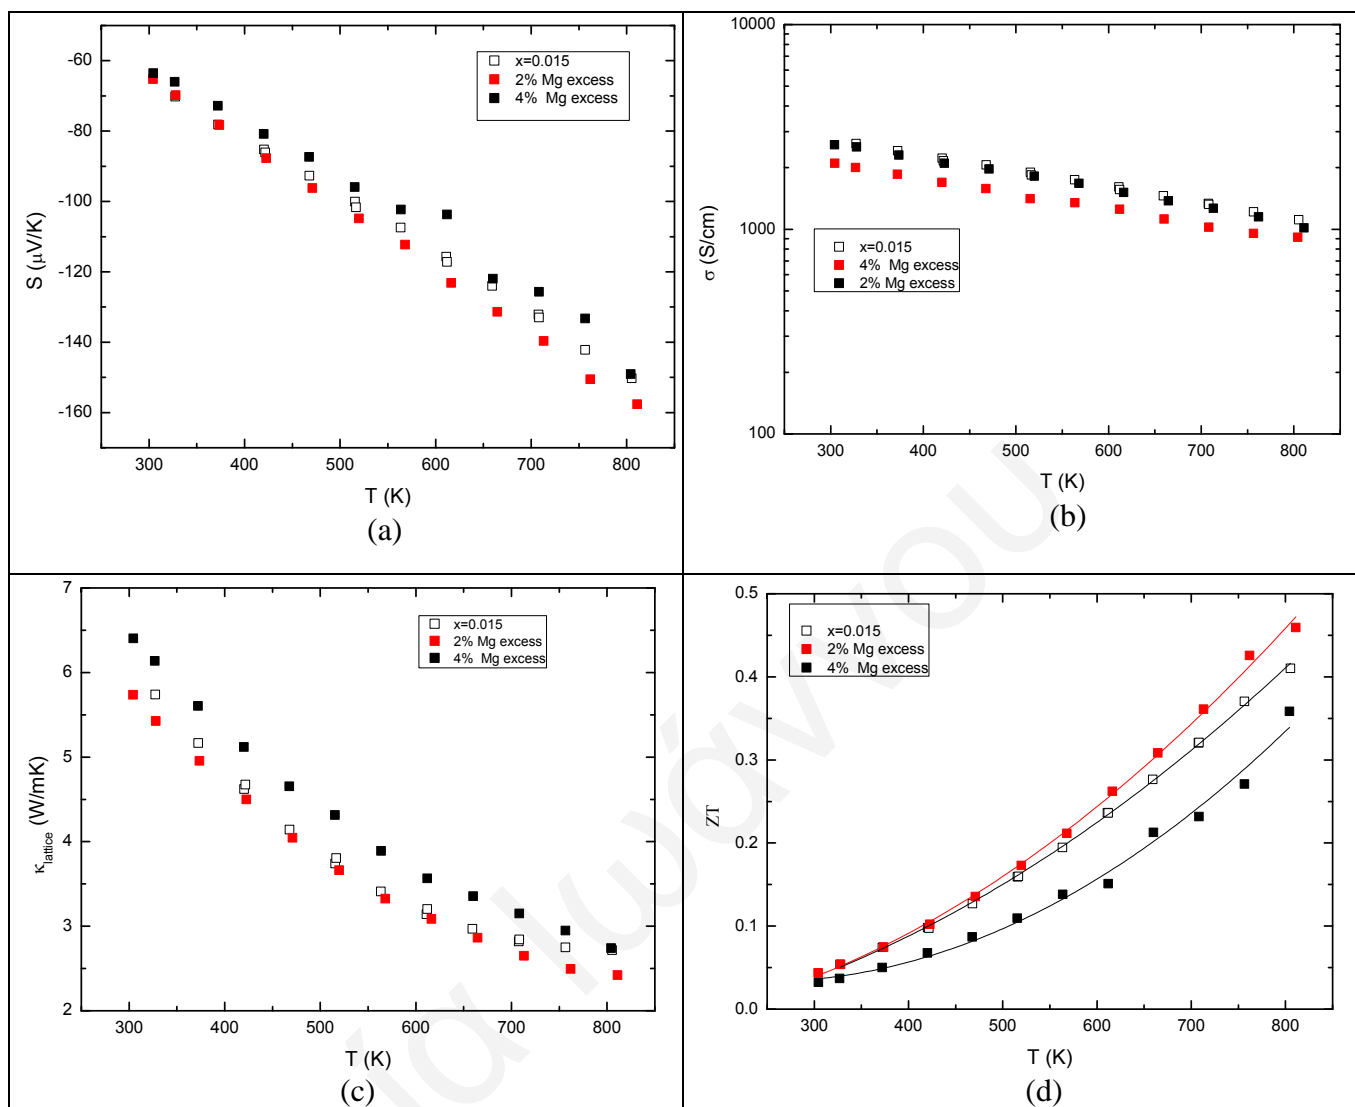 -60
-80
-100
-120
-140
-160
300 400 500 600 700 800
S (μV/K)
T (K)
x=0.015
2% Mg excess
4% Mg excess
(a)
10000
1000
100
300 400 500 600 700 800
σ (S/cm)
T (K)
x=0.015
4% Mg excess
2% Mg excess
(b)
7
6
5
4
3
2
300 400 500 600 700 800
κlattice (W/mK)
T (K)
x=0.015
2% Mg excess
4% Mg excess
(c)
0.5
0.4
0.3
0.2
0.1
0.0
300 400 500 600 700 800
ZT
T (K)
x=0.015
2% Mg excess
4% Mg excess
(d)
ία Ιωάννου